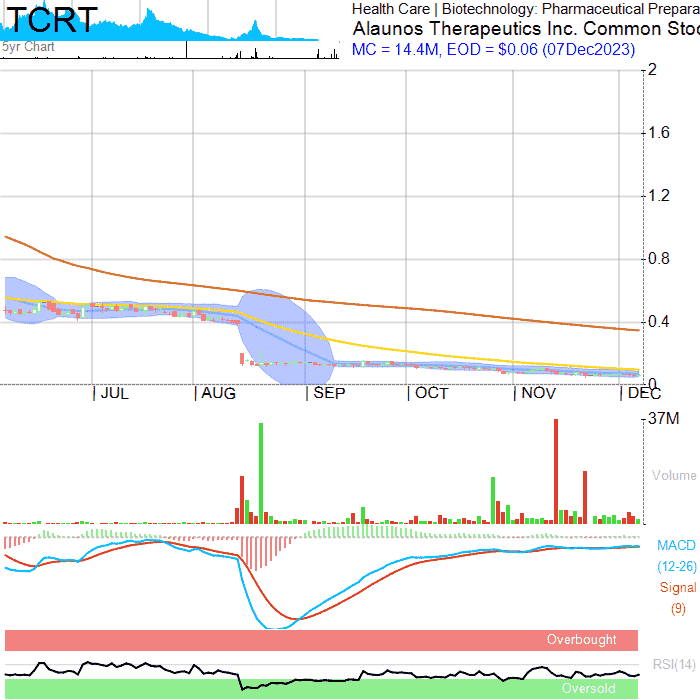 TCRT
5yr Chart
Health Care | Biotechnology: Pharmaceutical Prepara
Alaunos Therapeutics Inc. Common Stoc
MC = 14.4M, EOD = $0.06 (07Dec2023)
2
1.6
1.2
0.8
0.4
0
JUL
AUG
SEP
OCT
NOV
DEC
37M
Volume
MACD
(12-26)
Signal
(9)
Overbought
RSI(14)
Oversold